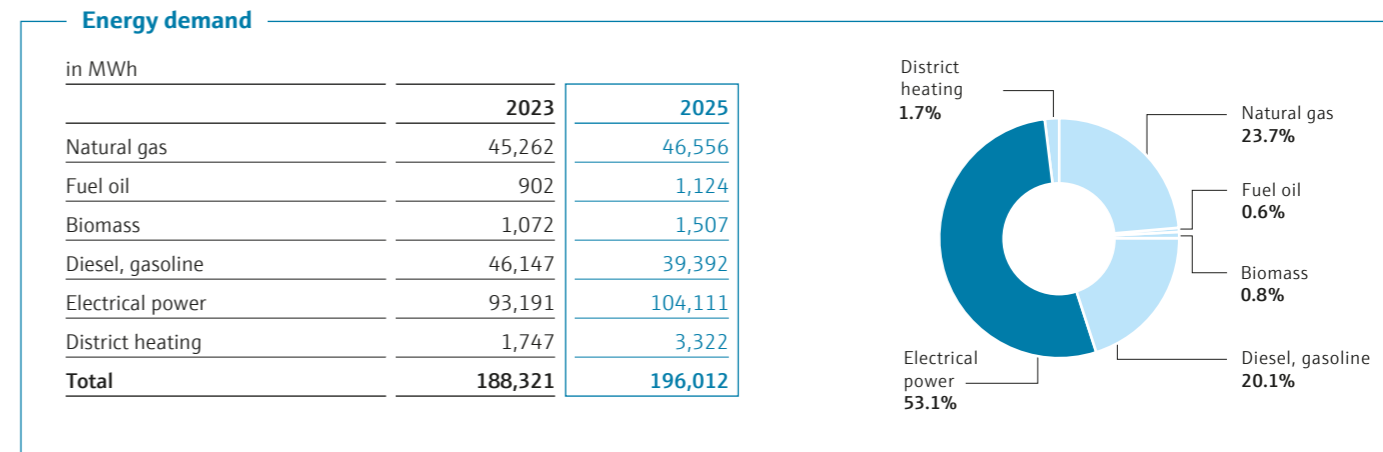 Energy demand
in MWh
2023 2025
Natural gas 45,262 46,556
Fuel oil 902 1,124
Biomass 1,072 1,507
Diesel, gasoline 46,147 39,392
Electrical power 93,191 104,111
District heating 1,747 3,322
Total 188,321 196,012
District
heating
1.7%
Natural gas
23.7%
Fuel oil
0.6%
Biomass
0.8%
Diesel, gasoline
20.1%
Electrical
power
53.1%